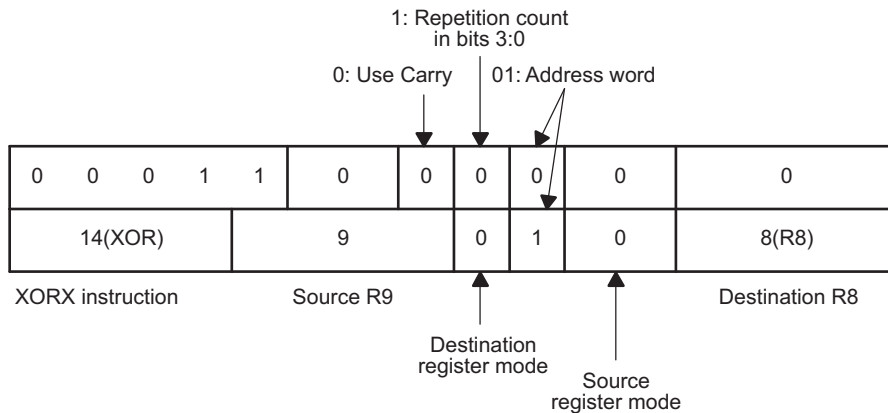 1: Repetition count
in bits 3:0
0: Use Carry
01: Address word
0 0 0 1 1 0 0 0 0 0 0
14(XOR) 9 0 1 0 8(R8)
XORX instruction Source R9 Destination R8
Destination
register mode
Source
register mode